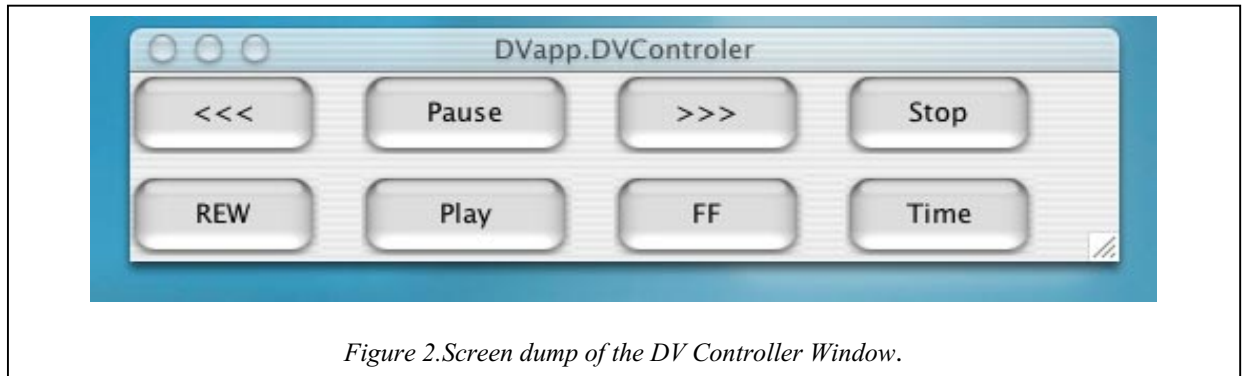 DVapp.DVControler
<<< Pause >>> Stop
REW Play FF Time
Figure 2.Screen dump of the DV Controller Window.